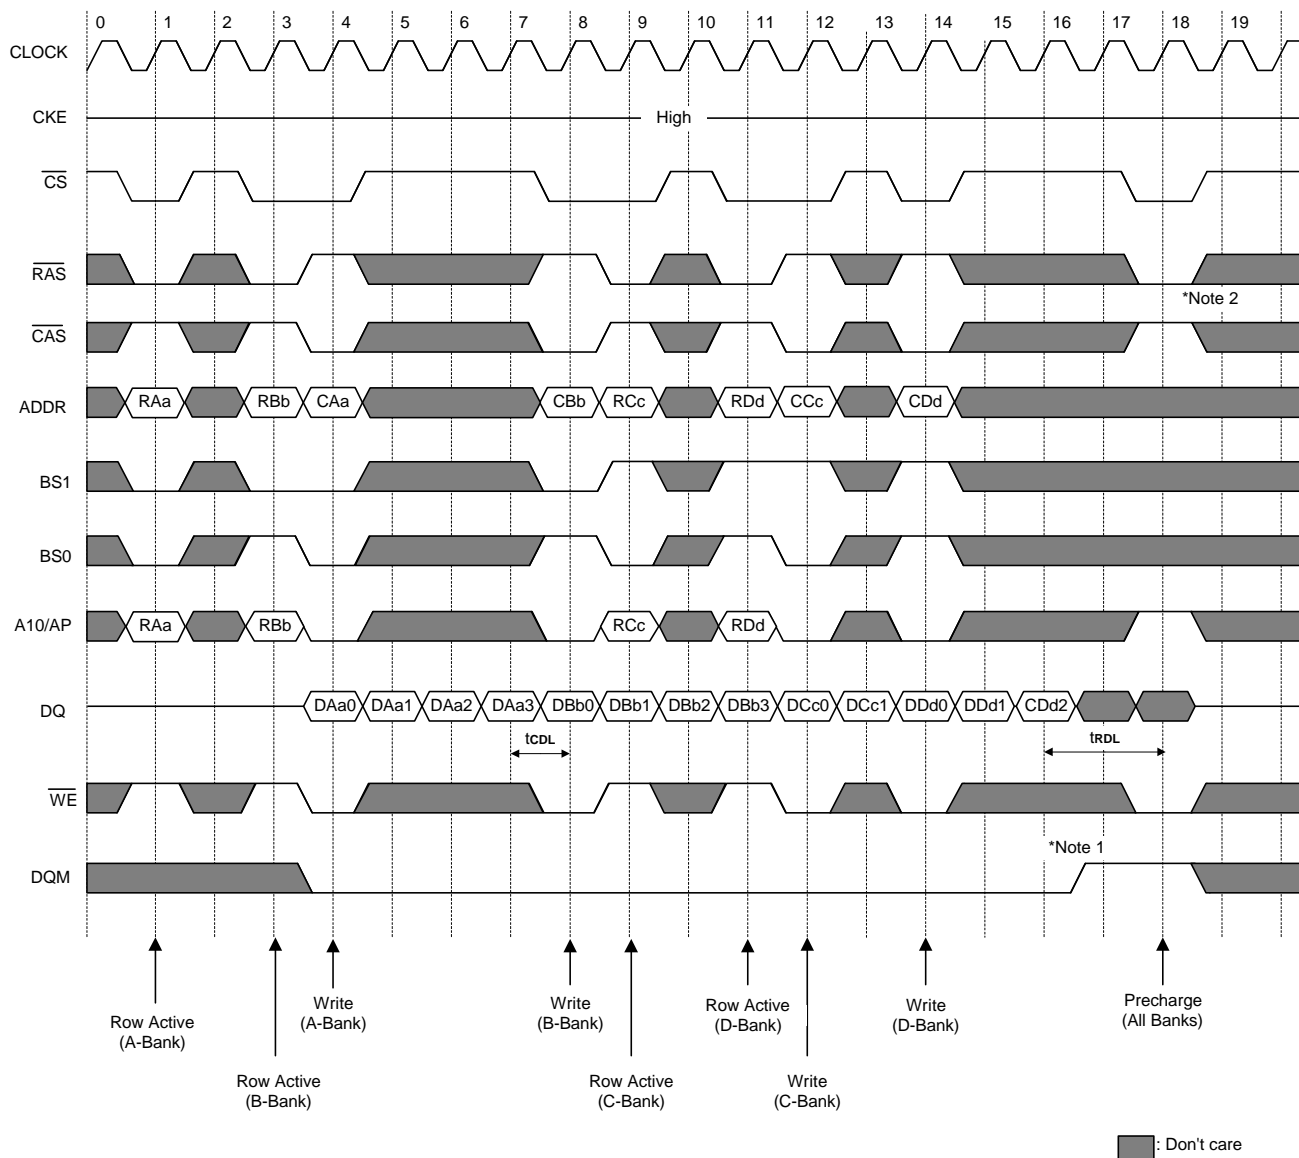 0 1 2 3 4 5 6 7 8 9 10 11 12 13 14 15 16 17 18 19
CLOCK
CKE High
CS
RAS
*Note 2
CAS
ADDR RAa RBb CAa CBb RCc RDd CCc CDd
BS1
BS0
A10/AP RAa RBb RCc RDd
DQ DAa0 DAa1 DAa2 DAa3 DBb0 DBb1 DBb2 DBb3 DCc0 DCc1 DDd0 DDd1 CDd2
tCDL tRDL
WE
*Note 1
DQM
Write
(A-Bank)
Write
(B-Bank)
Row Active
(D-Bank)
Write
(D-Bank)
Precharge
(All Banks)
Row Active
(A-Bank)
Row Active
(B-Bank)
Row Active
(C-Bank)
Write
(C-Bank)
: Don't care